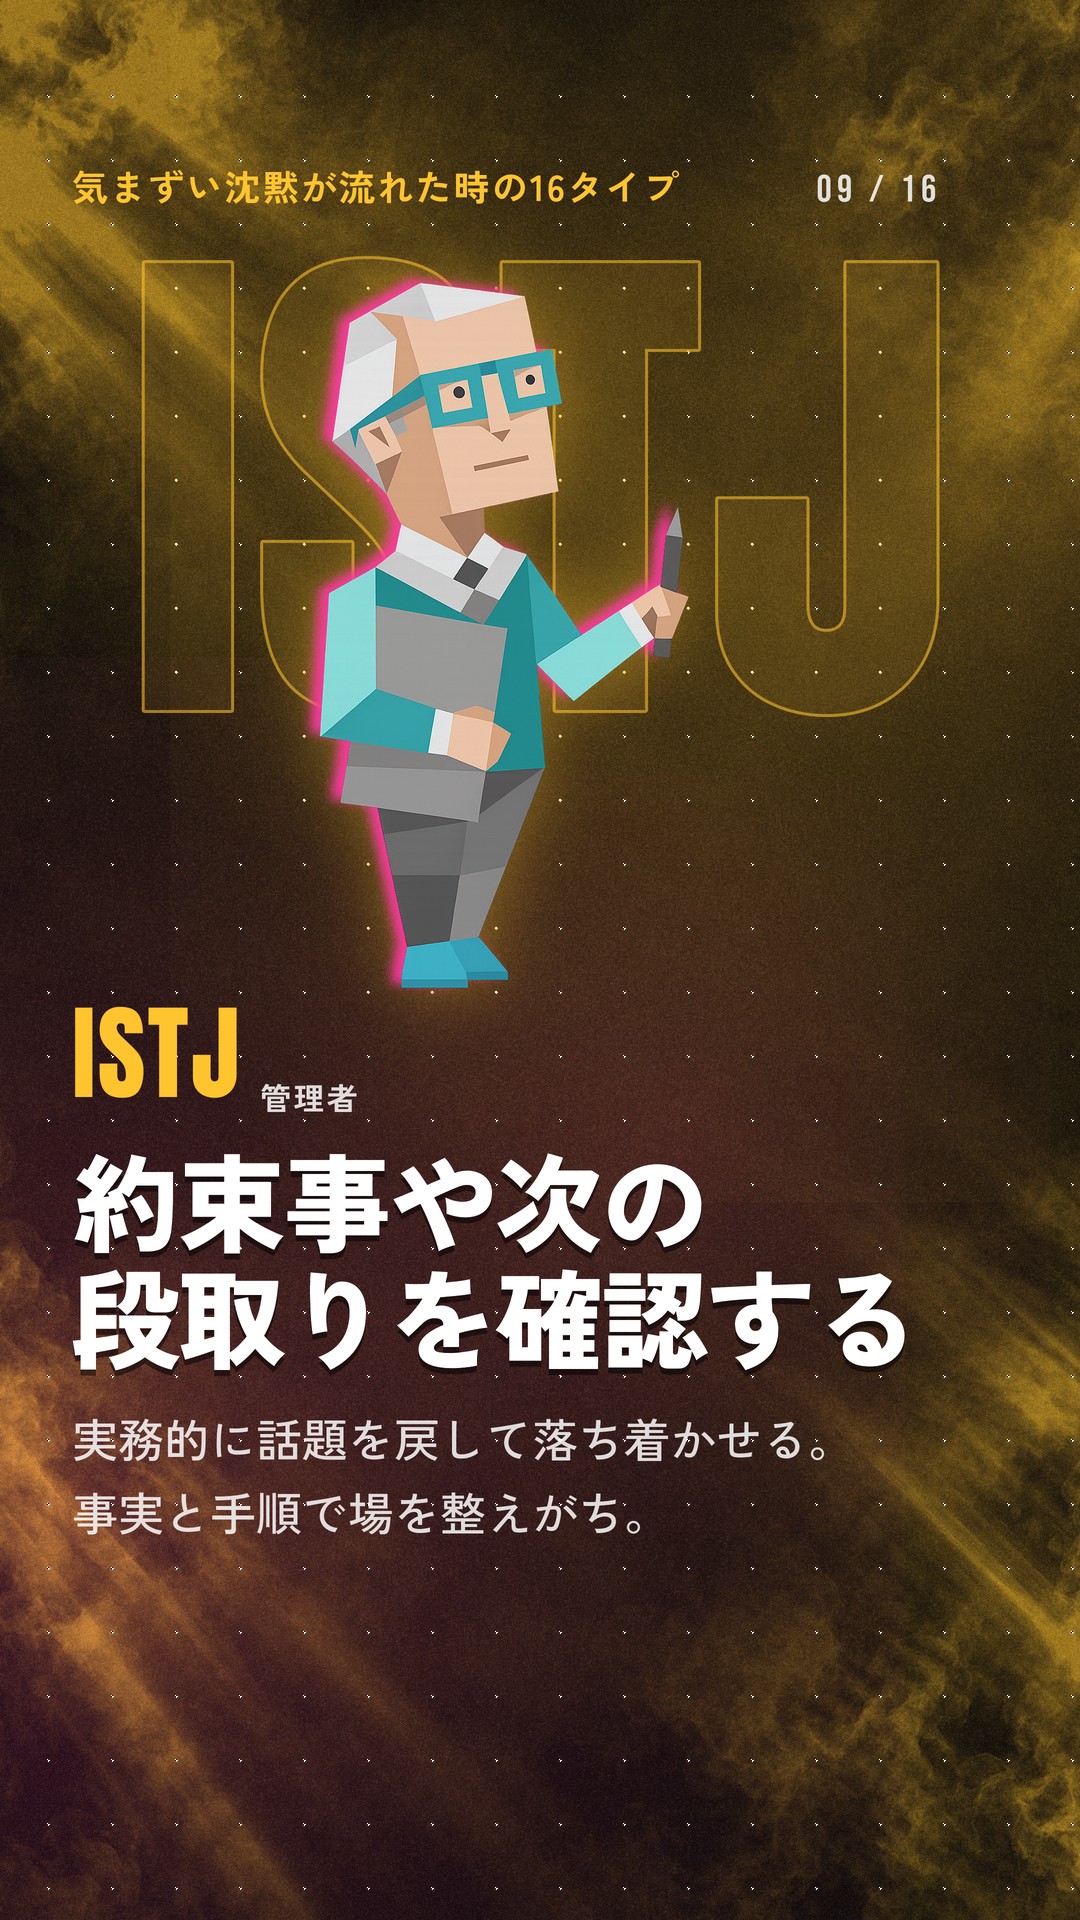 気まずい沈黙が流れた時の16タイプ
09 / 16
ISTJ
ISTJ
管理者
約束事や次の
段取りを確認する
実務的に話題を戻して落ち着かせる。
事実と手順で場を整えがち。